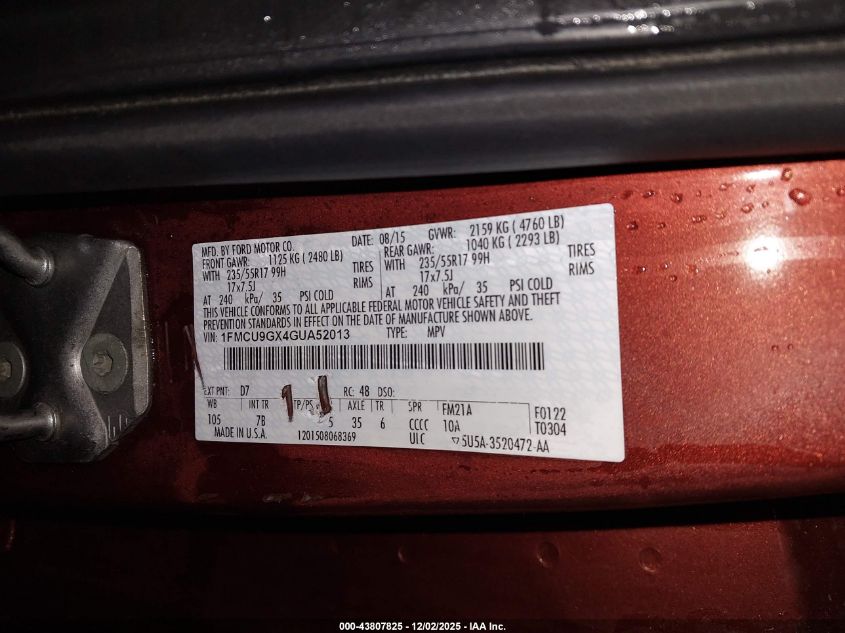 MFD. BY FORD MOTOR CO.
DATE: 08/15 GVWR: 2159 KG ( 4760 LB)
FRONT GAWR: 1125 KG ( 2480 LB)
REAR GAWR: 1040 KG ( 2293 LB)
WITH 235/55R17 99H TIRES
WITH 235/55R17 99H TIRES
17x7.5J RIMS
17x7.5J RIMS
AT 240 kPa/ 35 PSI COLD
AT 240 kPa/ 35 PSI COLD
THIS VEHICLE CONFORMS TO ALL APPLICABLE FEDERAL MOTOR VEHICLE SAFETY AND THEFT
PREVENTION STANDARDS IN EFFECT ON THE DATE OF MANUFACTURE SHOWN ABOVE.
VIN: 1FMCU9GX4GUA52013 TYPE: MPV
EXT PNT: D7 RC: 48 DSO:
WB INT TR TP/PS AXLE TR SPR FM21A F0122
105 7B 5 35 6 CCCC 10A T0304
MADE IN U.S.A. 1201508068369 UIC ▽5U5A-3520472-AA
000-43807825 - 12/02/2025 - IAA Inc.